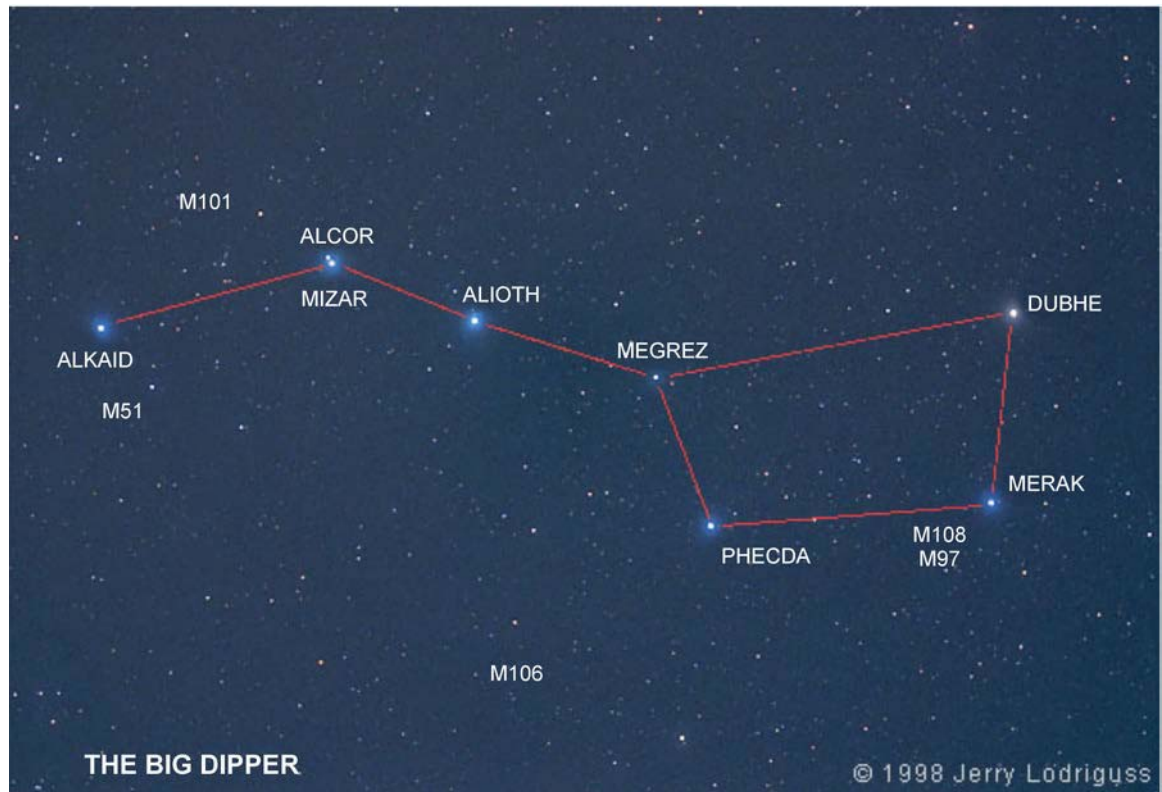 M101
ALCOR
MIZAR
ALIOTH
DUBHE
ALKAID
MEGREZ
M51
MERAK
PHECDA
M108
M97
M106
THE BIG DIPPER
© 1998 Jerry Lodriguss